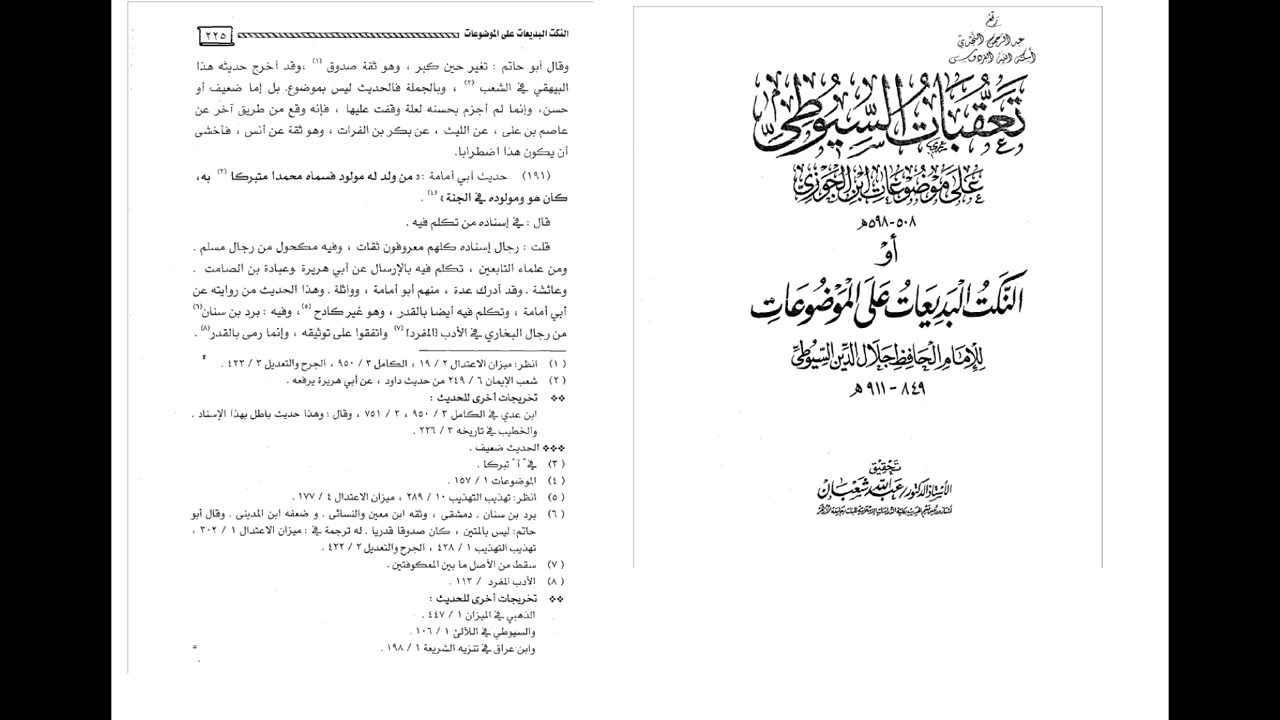 رقم
عبد الرحمن النجدي
أسكنه الله الفردوس
تعقبات السيوطي
على موضوعات ابن الجوزي
٥٠٨-٥٩٨هـ
أو
النكت البديعات على الموضوعات
للإمام الحافظ جلال الدين السيوطي
٨٤٩-٩١١هـ
تحقيق
الأستاذ الدكتور/عبد الله شعبان
النكت البديعات على الموضوعات ٢٢٥
وقال أبو حاتم : تغير حين كبر ، وهو ثقة صدوق (١) ،وقد أخرج حديثه هذا
البيهقي في الشعب (٢) ، وبالجملة فالحديث ليس بموضوع. بل إما ضعيف أو
حسن، وإنما لم أجزم بحسنه لعلة وقفت عليها ، فإنه وقع من طريق آخر عن
عاصم بن على ، عن الليث ، عن بكر بن الفرات ، وهو ثقة عن أنس ، فأخشى
أن يكون هذا اضطرابا.
(١٩١) حديث أبي أمامة :« من ولد له مولود فسماه محمدا متبركا (٣) به،
كان هو ومولوده في الجنة » (٤) .
قال : في إسناده من تكلم فيه .
قلت : رجال إسناده كلهم معروفون ثقات ، وفيه مكحول من رجال مسلم .
ومن علماء التابعين ، تكلم فيه بالإرسال عن أبي هريرة وعبادة بن الصامت .
وعائشة . وقد أدرك عدة ، منهم أبو أمامة ، وواثلة . وهذا الحديث من روايته عن
أبي أمامة ، وتكلم فيه أيضا بالقدر ، وهو غير كادح (٥)، وفيه : برد بن سنان(٦)
من رجال البخاري في الأدب [المفرد] (٧) واتفقوا على توثيقه ، وإنما رمى بالقدر(٨) .
(١) انظر: ميزان الاعتدال ٢ / ١٩ ، الكامل ٣ / ٩٥٠ ، الجرح والتعديل ٣ / ٤٢٢ .
(٢) شعب الإيمان ٦ / ٢٤٩ من حديث داود ، عن أبي هريرة يرفعه .
❖❖ تخريجات أخرى للحديث :
ابن عدي في الكامل ٣ / ٩٥٠ ، ٢ / ٧٥١ ، وقال : وهذا حديث باطل بهذا الإسناد .
والخطيب في تاريخه ٣ / ٢٣٦ .
❖❖❖ الحديث ضعيف .
(٣) في "أ" تبركا .
(٤) الموضوعات ١ / ١٥٧ .
(٥) انظر: تهذيب التهذيب ١٠ / ٢٨٩ ، ميزان الاعتدال ٤ / ١٧٧ .
(٦) برد بن سنان . دمشقى ، وثقه ابن معين والنسائى . و ضعفه ابن المدينى . وقال أبو
حاتم: ليس بالمتين ، كان صدوقا قدريا . له ترجمة في : ميزان الاعتدال ١ / ٣٠٢ ،
تهذيب التهذيب ١ / ٤٢٨ ، الجرح والتعديل ٢ / ٤٢٢ .
(٧) سقط من الأصل ما بين المعكوفتين .
(٨) الأدب المفرد / ١١٣ .
❖❖ تخريجات أخرى للحديث :
الذهبي في الميزان ١ / ٤٤٧ .
والسيوطي في اللآلئ ١ / ١٠٦ .
وابن عراق في تنزيه الشريعة ١ / ١٩٨ .
=